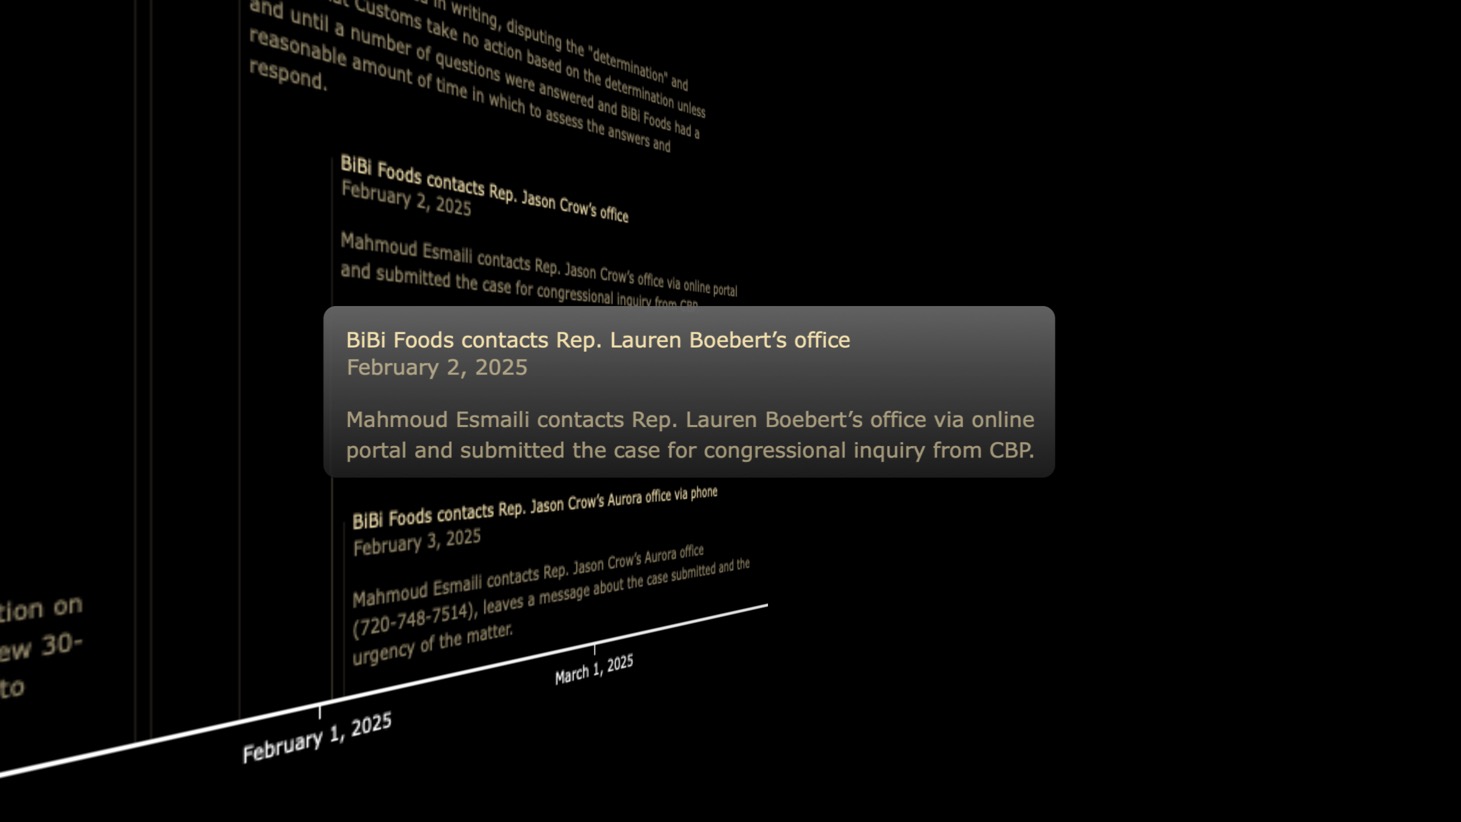 in writing, disputing the "determination" and
Customs take no action based on the determination unless
and until a number of questions were answered and BiBi Foods had a
reasonable amount of time in which to assess the answers and
respond.
BiBi Foods contacts Rep. Jason Crow's office
February 2, 2025
Mahmoud Esmaili contacts Rep. Jason Crow's office via online portal
and submitted the case for congressional inquiry from CBP.
BiBi Foods contacts Rep. Lauren Boebert's office
February 2, 2025
Mahmoud Esmaili contacts Rep. Lauren Boebert's office via online
portal and submitted the case for congressional inquiry from CBP.
BiBi Foods contacts Rep. Jason Crow's Aurora office via phone
February 3, 2025
Mahmoud Esmaili contacts Rep. Jason Crow's Aurora office
(720-748-7514), leaves a message about the case submitted and the
urgency of the matter.
tion on
ew 30-
to
February 1, 2025
March 1, 2025